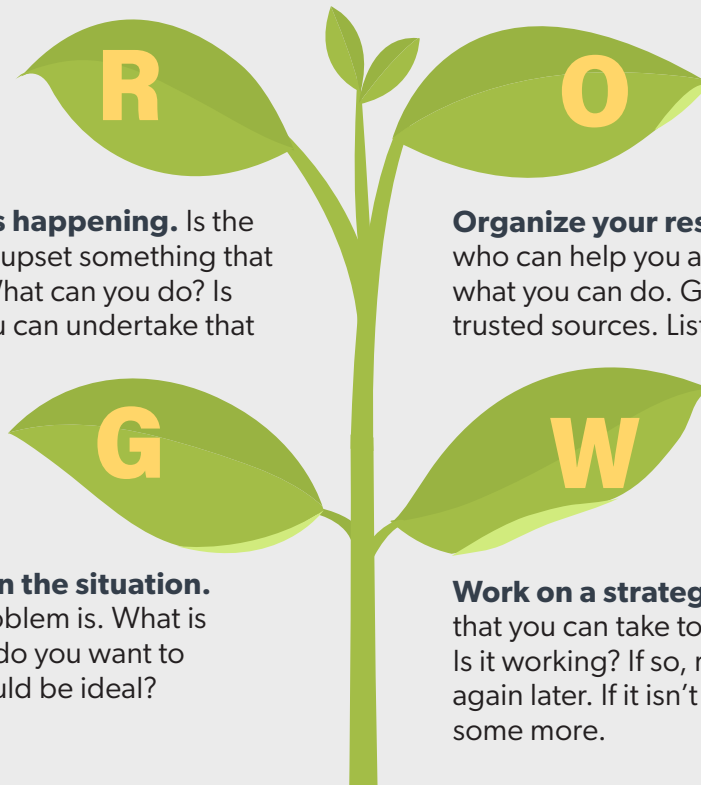 R
O
s happening. Is the
upset something that
What can you do? Is
u can undertake that
Organize your res
who can help you a
what you can do. G
trusted sources. List
G
W
n the situation.
oblem is. What is
do you want to
uld be ideal?
Work on a strateg
that you can take to
Is it working? If so, r
again later. If it isn’t
some more.